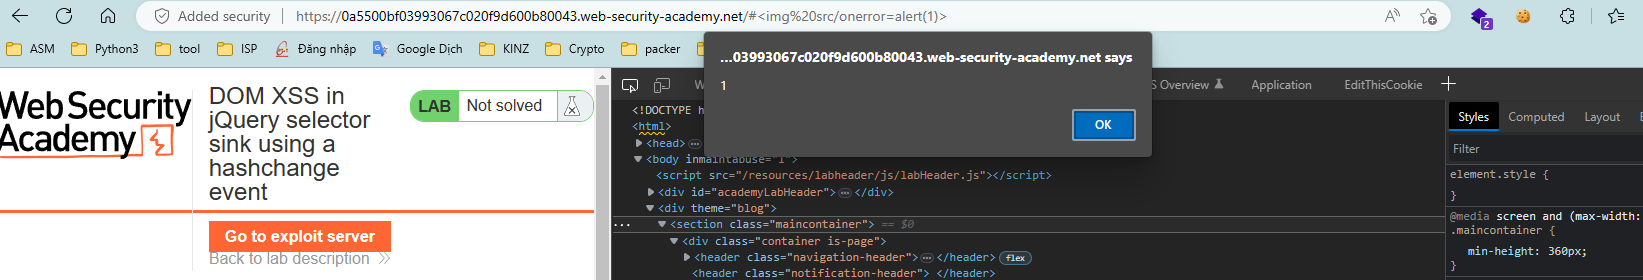 Added security
https://0a5500bf03993067c020f9d600b80043.web-security-academy.net/#<img%20src/onerror=alert(1)>
2
ASM
Python3
tool
ISP
Đăng nhập
Google Dịch
KINZ
Crypto
packer
...03993067c020f9d600b80043.web-security-academy.net says
1
OK
Web Security
Academy
DOM XSS in
jQuery selector
sink using a
hashchange
event
LAB
Not solved
Go to exploit server
Back to lab description
S Overview
Application
EditThisCookie
<!DOCTYPE h
<html>
<head>
<body inmaintabuse="1">
<script src="/resources/labheader/js/labHeader.js"></script>
<div id="academyLabHeader"> </div>
<div theme="blog">
<section class="maincontainer"> == $0
<div class="container is-page">
<header class="navigation-header"> </header> flex
<header class="notification-header"> </header>
Styles
Computed
Layout
Filter
element.style {
}
@media screen and (max-width:
.maincontainer {
min-height: 360px;
}